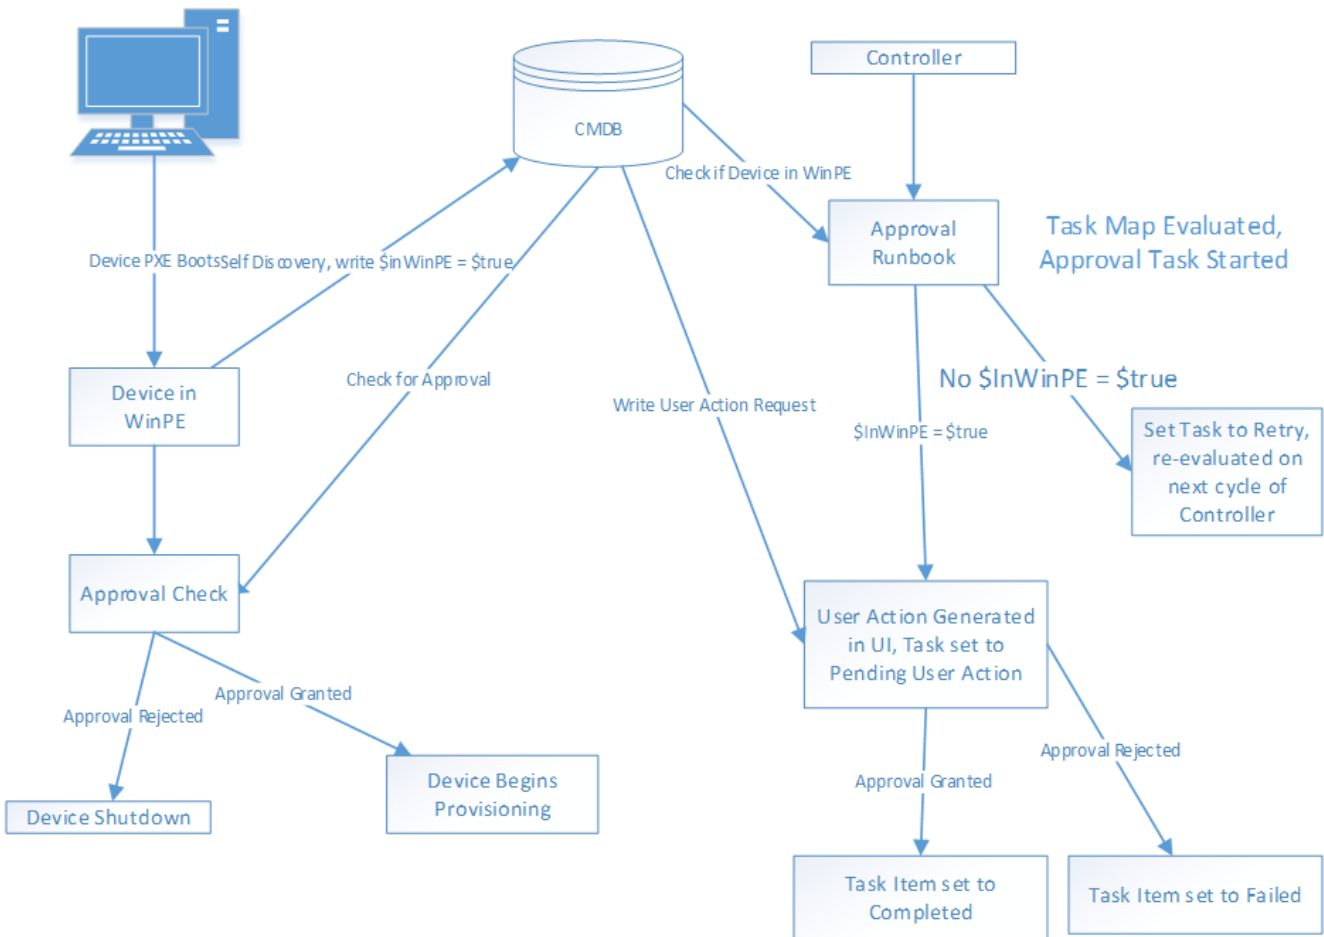 Controller
CMDB
Check if Device in WinPE
Approval
Runbook
Task Map Evaluated,
Approval Task Started
Device PXE Boots
Self Discovery, write $inWinPE = $true
Device in
WinPE
Check for Approval
Write User Action Request
No $InWinPE = $true
$InWinPE = $true
Set Task to Retry,
re-evaluated on
next cycle of
Controller
Approval Check
User Action Generated
in UI, Task set to
Pending User Action
Approval Granted
Approval Rejected
Device Begins
Provisioning
Device Shutdown
Approval Rejected
Approval Granted
Task Item set to
Completed
Task Item set to Failed